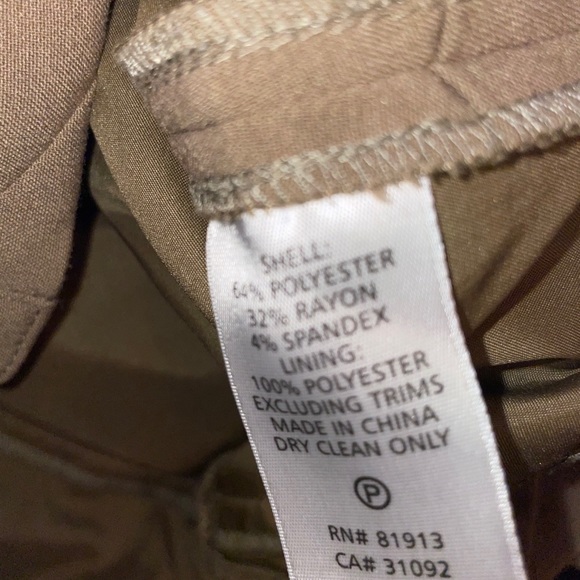 SHELL:
64% POLYESTER
32% RAYON
4% SPANDEX
LINING:
100% POLYESTER
EXCLUDING TRIMS
MADE IN CHINA
DRY CLEAN ONLY
P
RN# 81913
CA# 31092